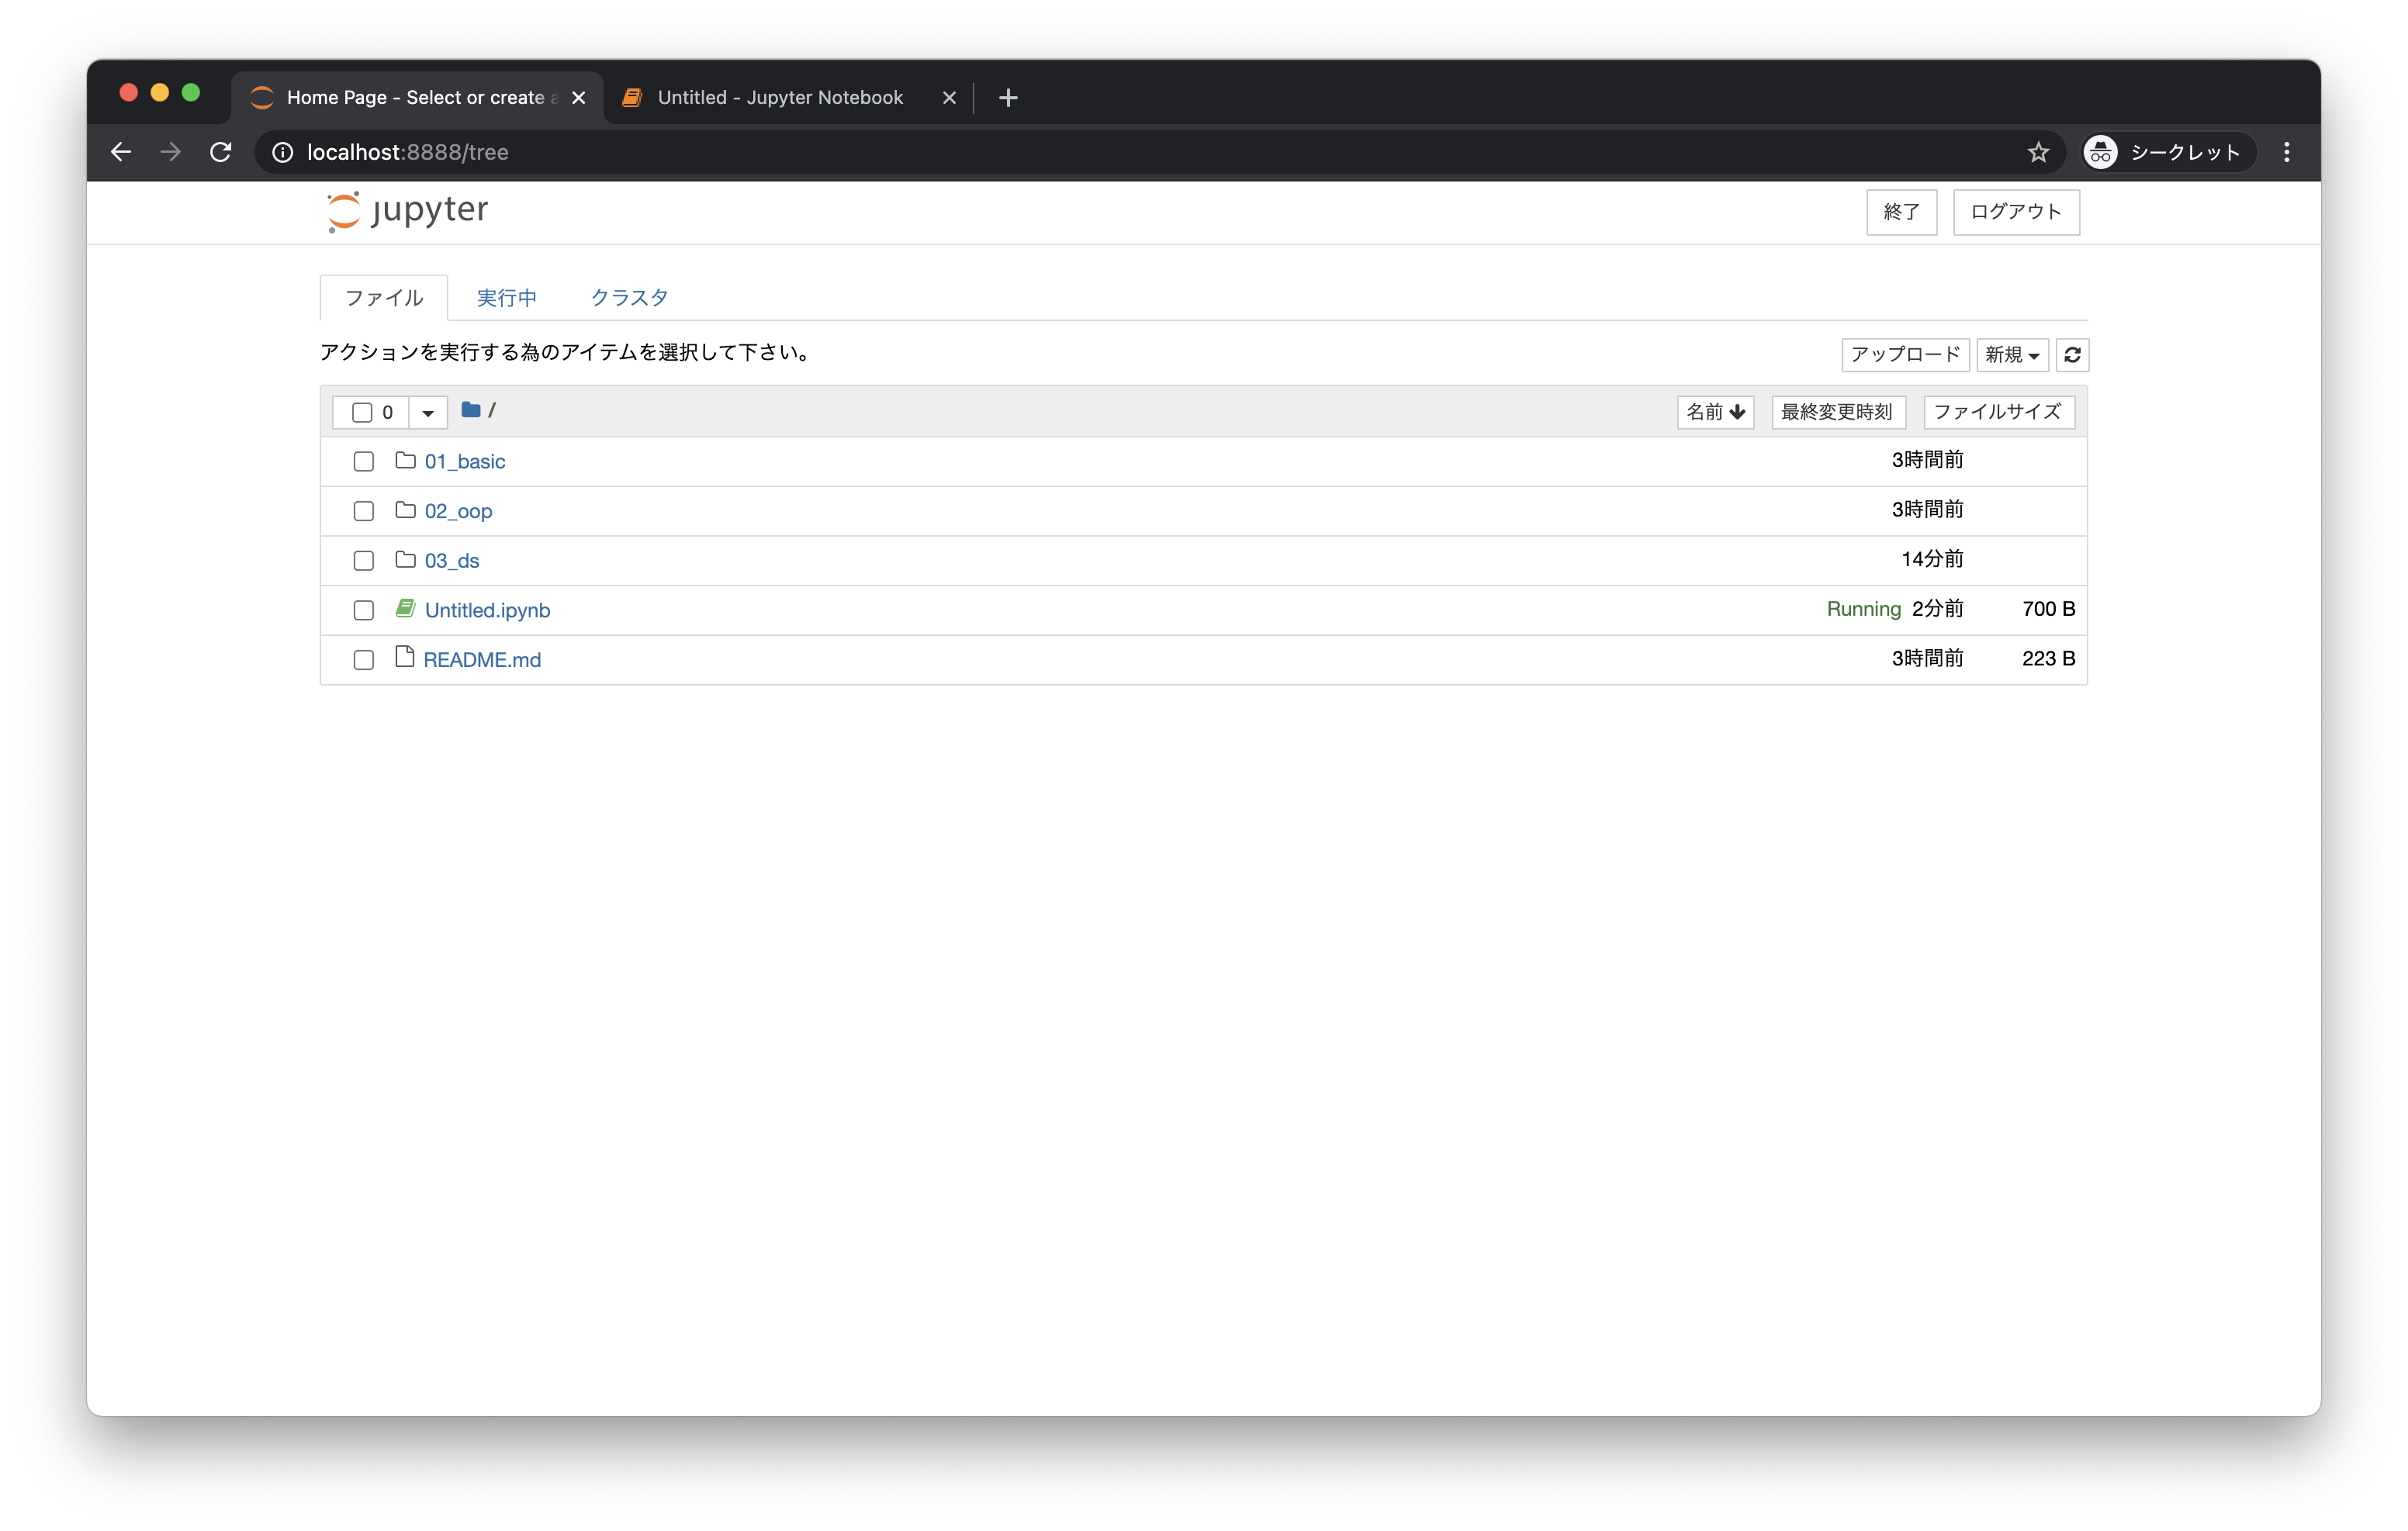 Home Page - Select or create a
Untitled - Jupyter Notebook
localhost:8888/tree
シークレット
jupyter
終了
ログアウト
ファイル
実行中
クラスタ
アクションを実行する為のアイテムを選択して下さい。
アップロード
新規
0
/
名前
最終変更時刻
ファイルサイズ
01_basic 3時間前
02_oop 3時間前
03_ds 14分前
Untitled.ipynb Running 2分前 700 B
README.md 3時間前 223 B